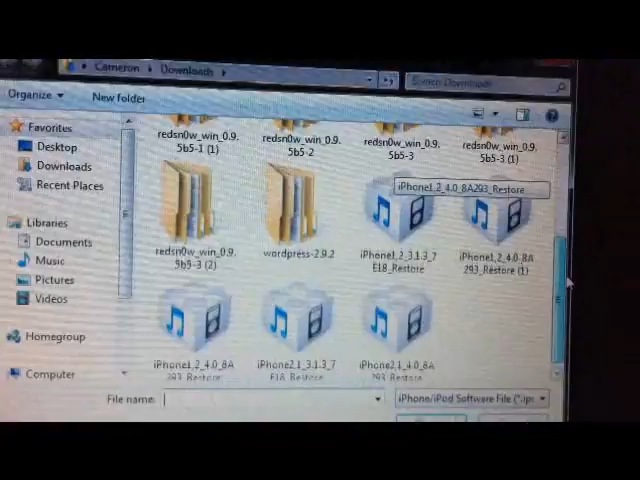 Cameron ▸ Downloads ▸
Search Downloads
Organize ▼ New folder
Favorites
Desktop
Downloads
Recent Places
Libraries
Documents
Music
Pictures
Videos
Homegroup
Computer
redsn0w_win_0.9.
5b5-1 (1)
redsn0w_win_0.9.
5b5-2
redsn0w_win_0.9.
5b5-3
redsn0w_win_0.9.
5b5-3 (1)
iPhone1,2_4.0_8A293_Restore
redsn0w_win_0.9.
5b5-3 (2)
wordpress-2.9.2
iPhone1,2_3.1.3_7
E18_Restore
iPhone1,2_4.0_8A
293_Restore (1)
iPhone1,2_4.0_8A
293_Restore
iPhone2,1_3.1.3_7
E18_Restore
iPhone2,1_4.0_8A
293_Restore
File name:
iPhone/iPod Software File (*.ips